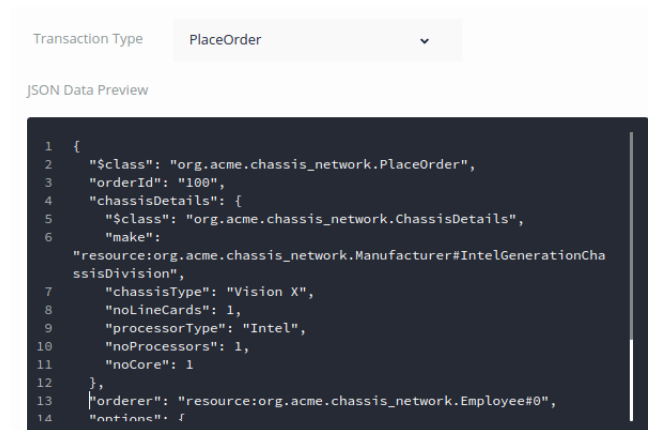 Transaction Type PlaceOrder
JSON Data Preview
1 {
2 "$class": "org.acme.chassis_network.PlaceOrder",
3 "orderId": "100",
4 "chassisDetails": {
5 "$class": "org.acme.chassis_network.ChassisDetails",
6 "make":
"resource:org.acme.chassis_network.Manufacturer#IntelGenerationCha
ssisDivision",
7 "chassisType": "Vision X",
8 "noLineCards": 1,
9 "processorType": "Intel",
10 "noProcessors": 1,
11 "noCore": 1
12 },
13 "orderer": "resource:org.acme.chassis_network.Employee#0",
14 "options": {